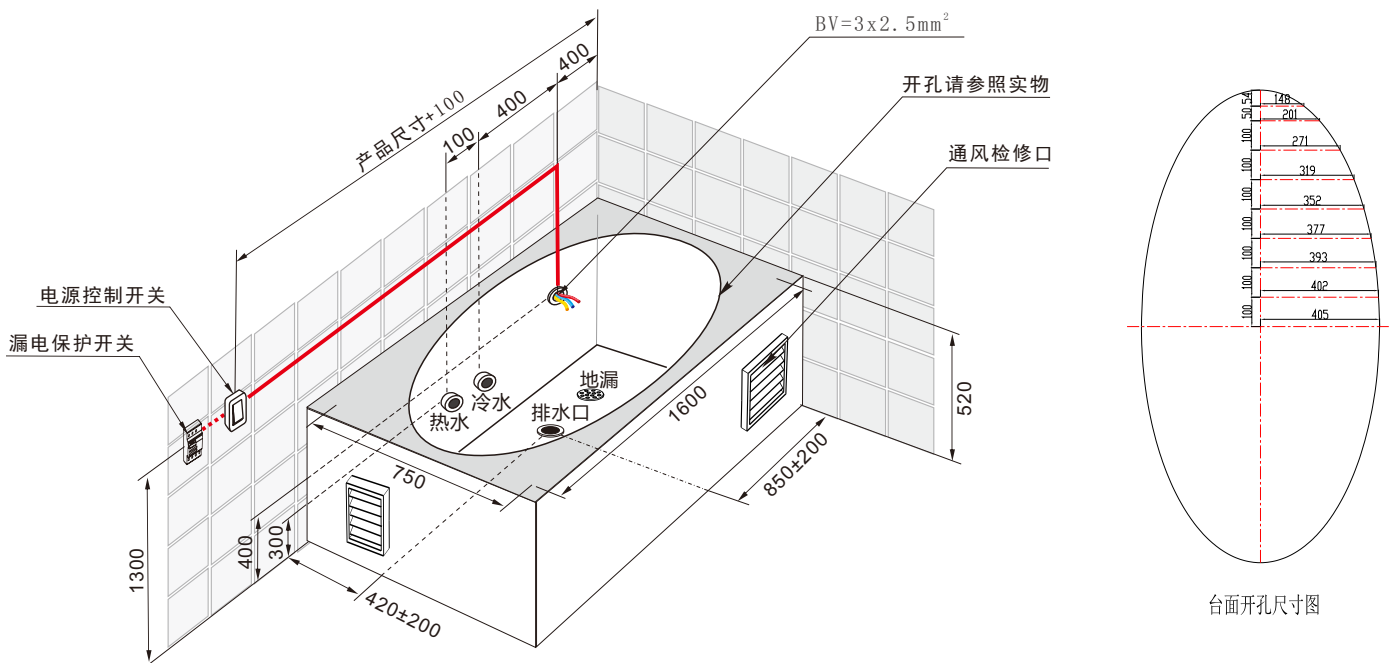 BV=3x2.5mm²
400
开孔请参照实物
400
产品尺寸+100
100
通风检修口
电源控制开关
漏电保护开关
地漏
冷水
热水
排水口
1600
520
750
850±200
400
300
1300
420±200
54
148
50
201
100
271
100
319
100
352
100
377
100
393
100
402
100
405
台面开孔尺寸图